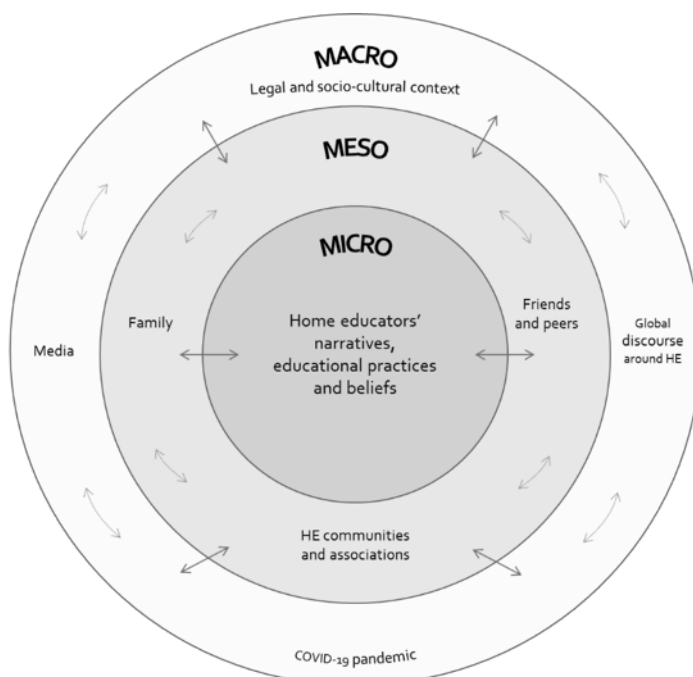 MACRO
Legal and socio-cultural context
MESO
MICRO
Family
Friends
and peers
Media
Home educators'
narratives,
educational practices
and beliefs
Global
discourse
around HE
HE communities
and associations
COVID-19 pandemic